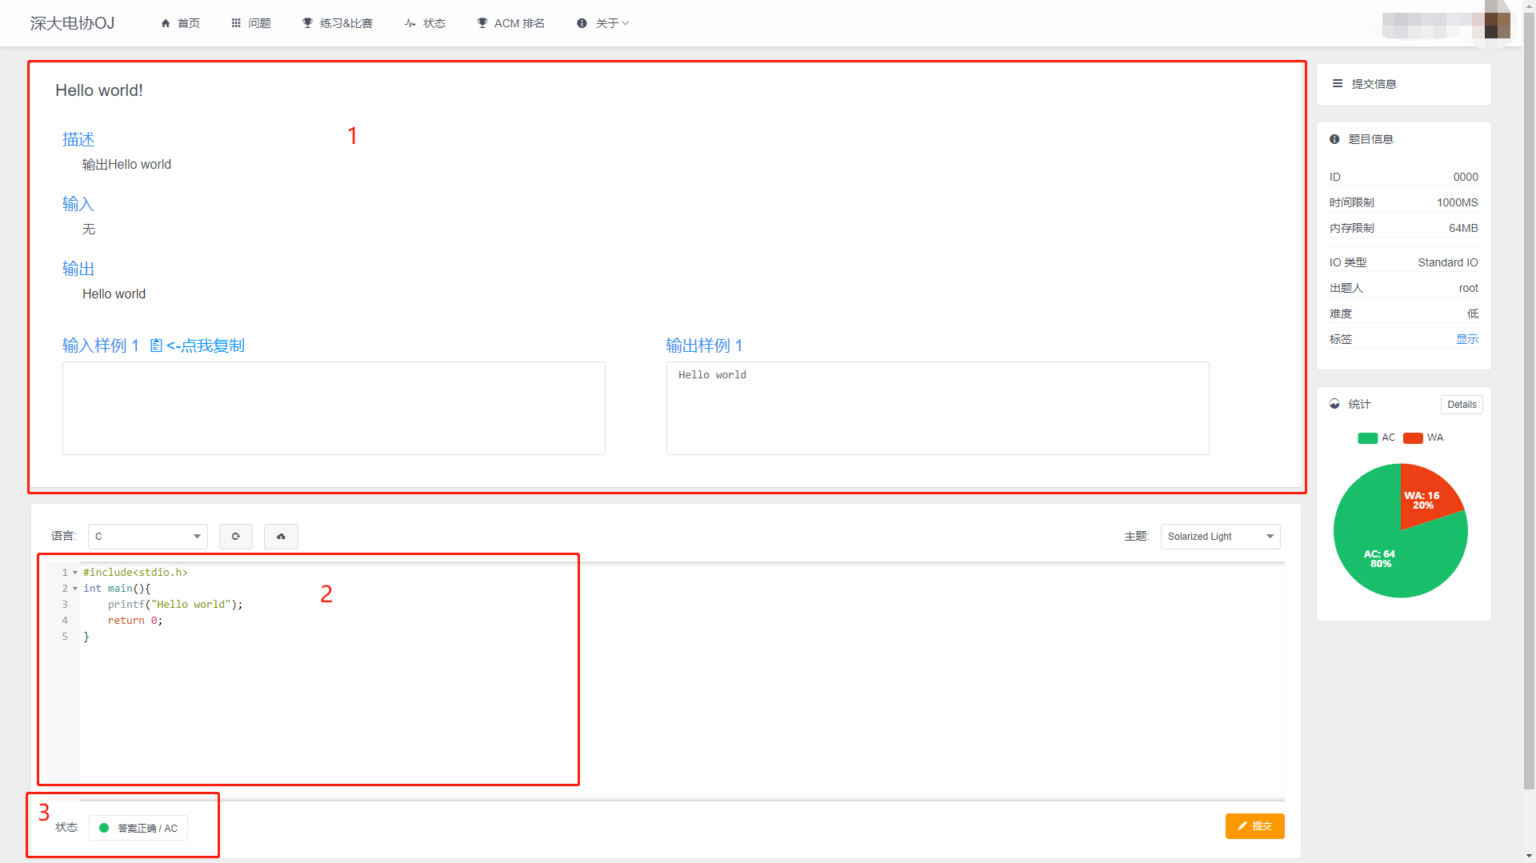 深大电协OJ 首页 问题 练习&比赛 状态 ACM 排名 关于
Hello world!
1
描述
输出Hello world
输入
无
输出
Hello world
输入样例 1 <-点我复制
输出样例 1
Hello world
语言: C
主题: Solarized Light
2
1 #include<stdio.h>
2 int main(){
3 printf("Hello world");
4 return 0;
5 }
3
状态 答案正确 / AC
提交
提交信息
题目信息
ID 0000
时间限制 1000MS
内存限制 64MB
IO 类型 Standard IO
出题人 root
难度 低
标签 显示
统计 Details
AC WA
WA: 16
20%
AC: 64
80%